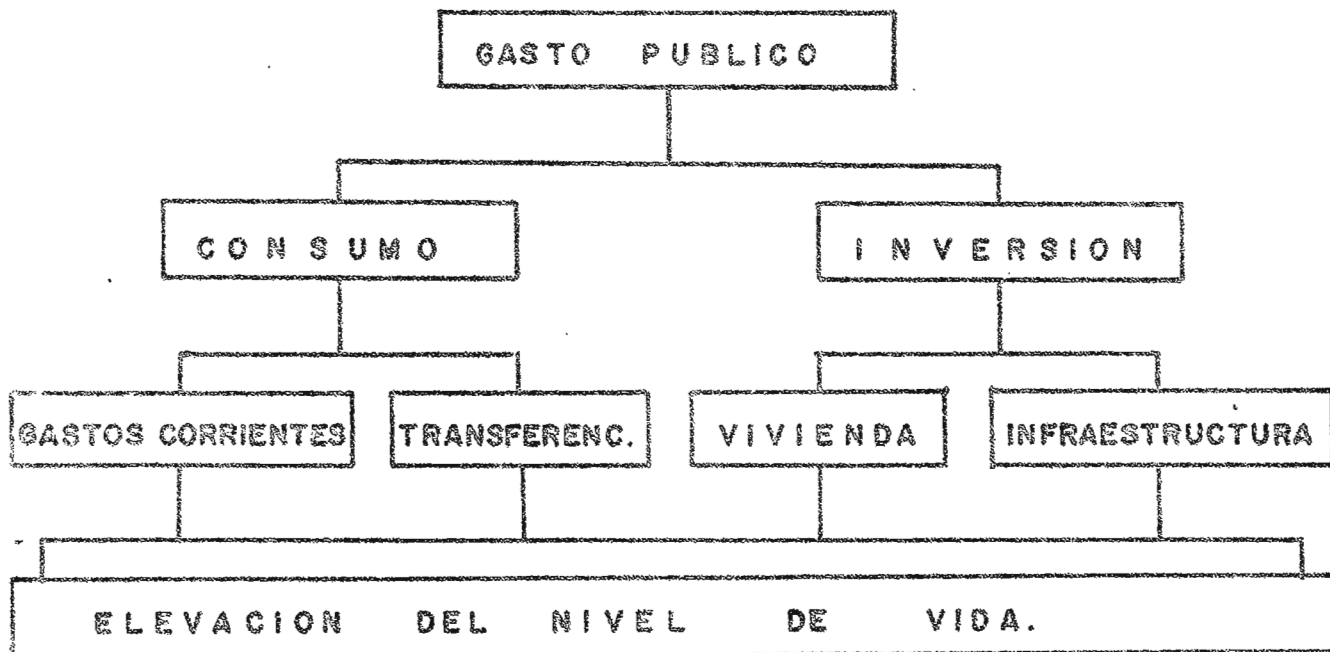 GASTO PUBLICO
CONSUMO
INVERSION
GASTOS CORRIENTES
TRANSFERENC.
VIVIENDA
INFRAESTRUCTURA
ELEVACION DEL NIVEL DE VIDA.